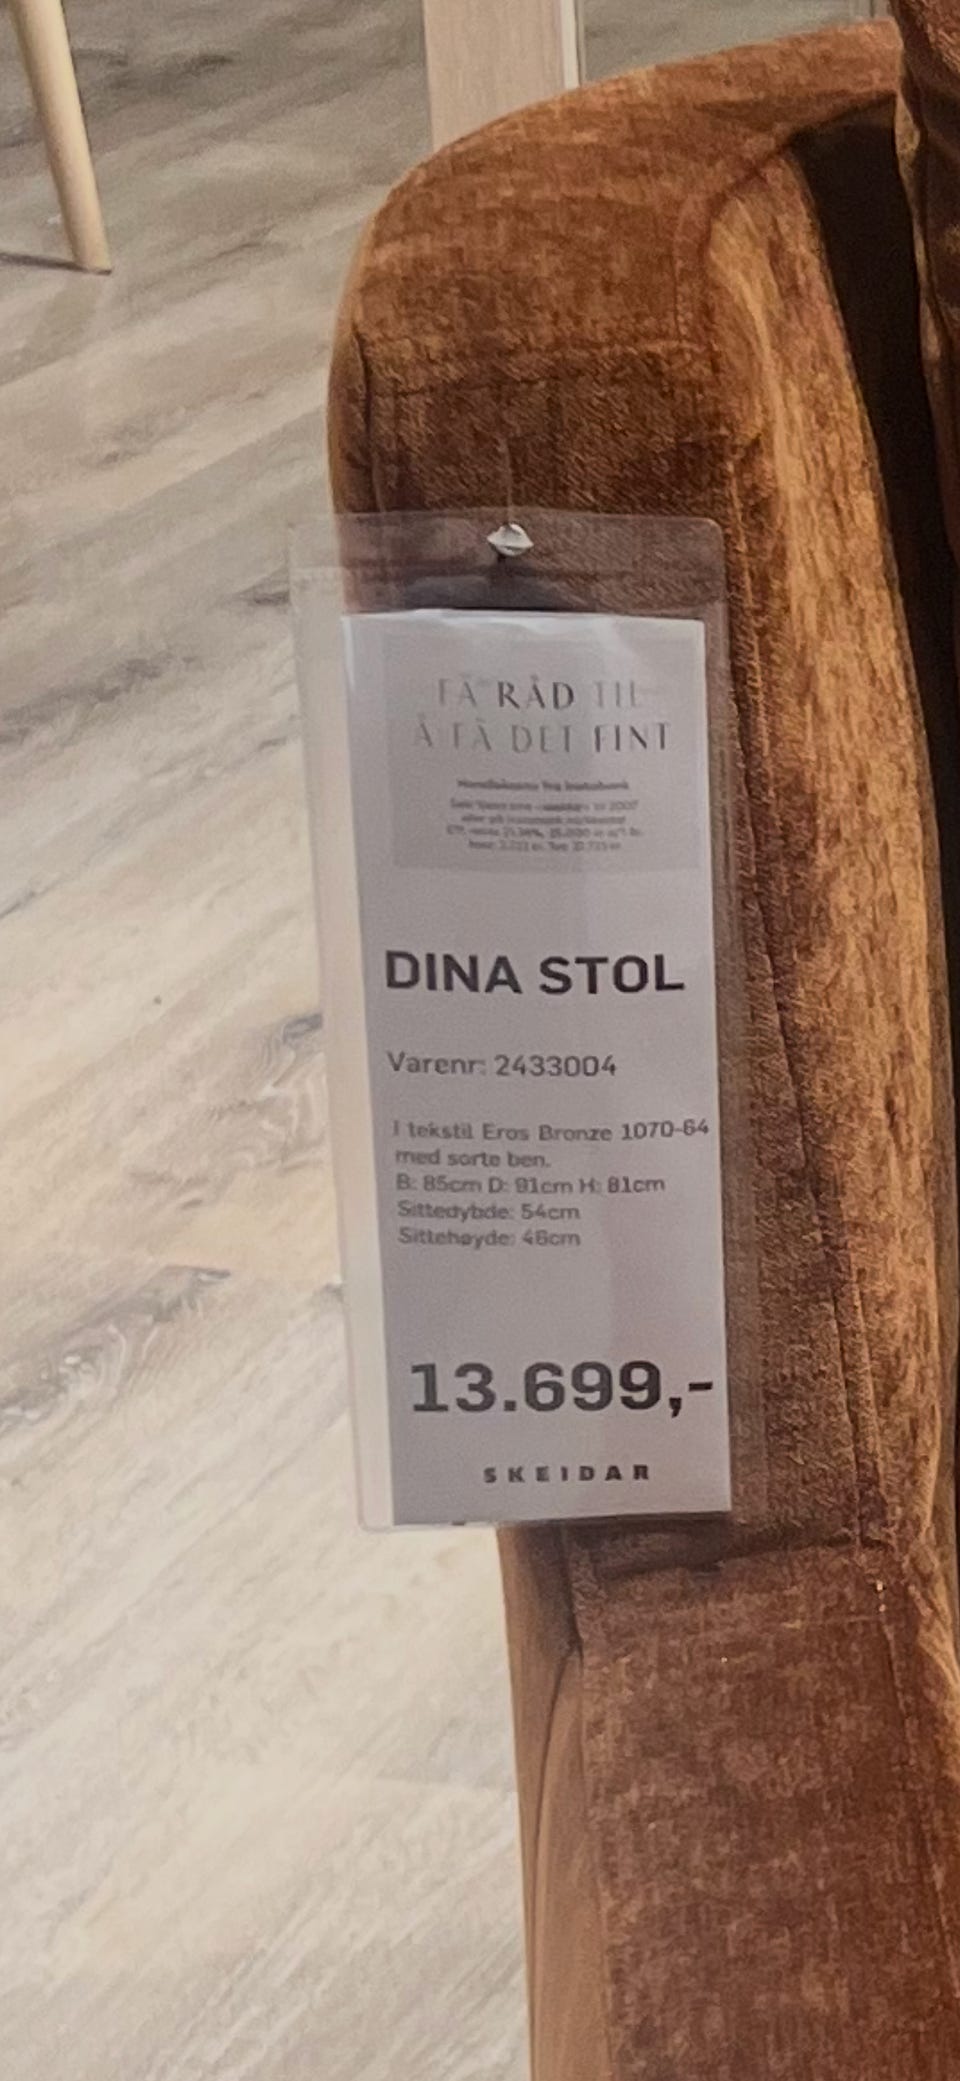 FÅ RÅD TIL
Å FÅ DET FINT
DINA STOL
Varenr: 2433004
I tekstil Eros Bronze 1070-64
med sorte ben.
B: 85cm D: 91cm H: 81cm
Sittedybde: 54cm
Sittehøyde: 46cm
13.699,-
SKEIDAR